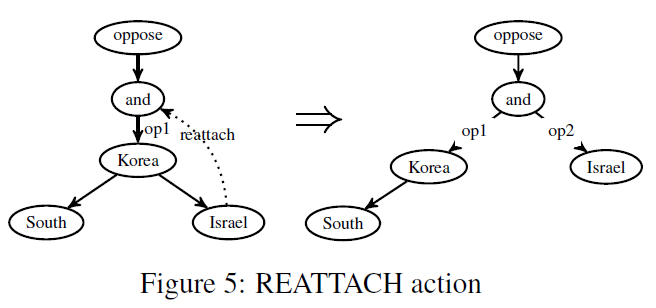 oppose
oppose
and
and
op1
reattach
op1
op2
Korea
Korea
Israel
South
Israel
South
Figure 5: REATTACH action